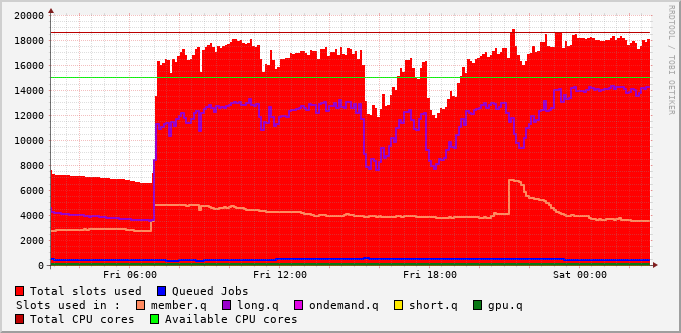 20000
18000
16000
14000
12000
10000
8000
6000
4000
2000
0
Fri 06:00 Fri 12:00 Fri 18:00 Sat 00:00
RRDTOOL / TOBI OETIKER
Total slots used Queued Jobs
Slots used in : member.q long.q ondemand.q short.q gpu.q
Total CPU cores Available CPU cores